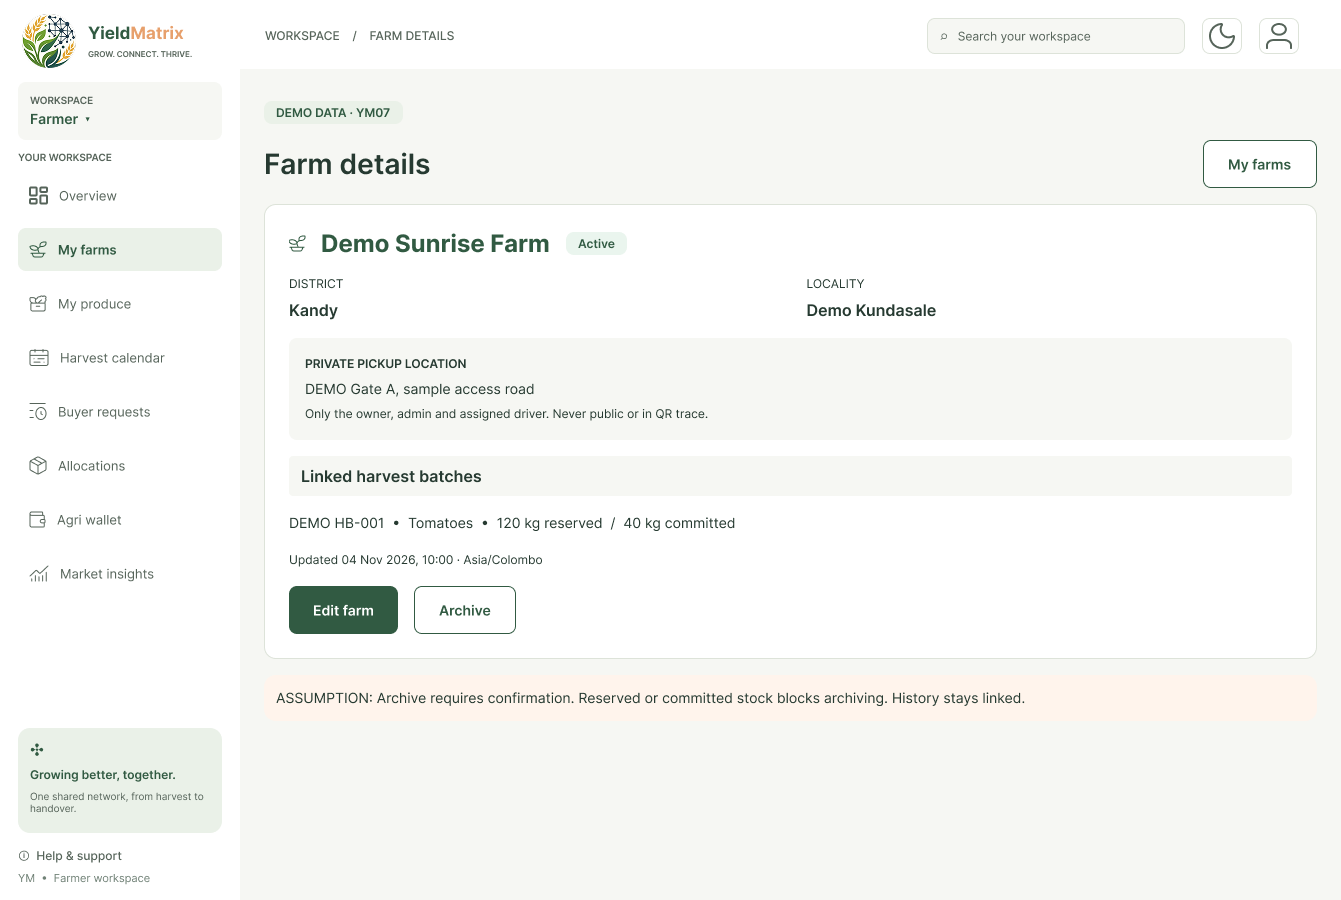 YieldMatrix
GROW. CONNECT. THRIVE.
WORKSPACE / FARM DETAILS
Search your workspace
WORKSPACE
Farmer
YOUR WORKSPACE
Overview
My farms
My produce
Harvest calendar
Buyer requests
Allocations
Agri wallet
Market insights
Growing better, together.
One shared network, from harvest to
handover.
Help & support
YM • Farmer workspace
DEMO DATA · YM07
Farm details
My farms
Demo Sunrise Farm
Active
DISTRICT
Kandy
LOCALITY
Demo Kundasale
PRIVATE PICKUP LOCATION
DEMO Gate A, sample access road
Only the owner, admin and assigned driver. Never public or in QR trace.
Linked harvest batches
DEMO HB-001 • Tomatoes • 120 kg reserved / 40 kg committed
Updated 04 Nov 2026, 10:00 · Asia/Colombo
Edit farm
Archive
ASSUMPTION: Archive requires confirmation. Reserved or committed stock blocks archiving. History stays linked.